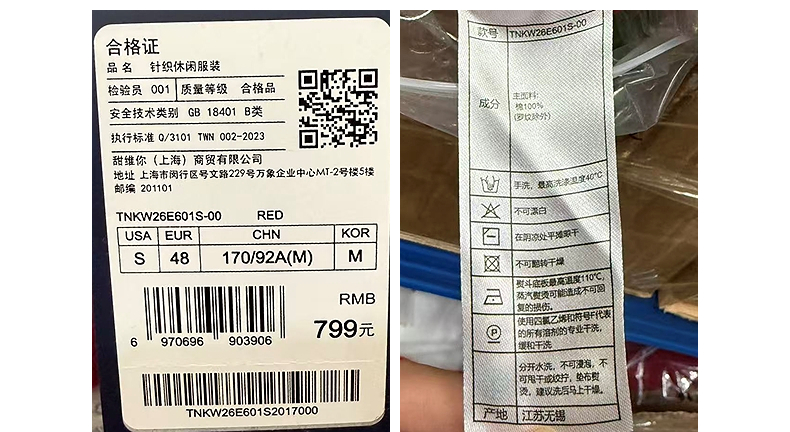 合格证
品 名 针织休闲服装
检验员 001 质量等级 合格品
安全技术类别 GB 18401 B类
执行标准 Q/3101 TWN 002-2023
甜维你（上海）商贸有限公司
地址 上海市闵行区号文路229号万象企业中心MT-2号楼5楼
邮编 201101
TNKW26E601S-00 RED
USA EUR CHN KOR
S 48 170/92A(M) M
RMB
799元
6 970696 903906
TNKW26E601S2017000
款号 TNKW26E601S-00
成分
主面料:
棉100%
(罗纹除外)
手洗，最高洗涤温度40℃
不可漂白
在阴凉处平摊晾干
不可翻转干燥
熨斗底板最高温度110℃,
蒸汽熨烫可能造成不可
回复的损伤。
使用四氯乙烯和符号F代表
的所有溶剂的专业干洗,
缓和干洗
分开水洗，不可浸泡，不
可甩干或绞拧，垫布熨
烫，建议洗后马上干燥。
产地 江苏无锡